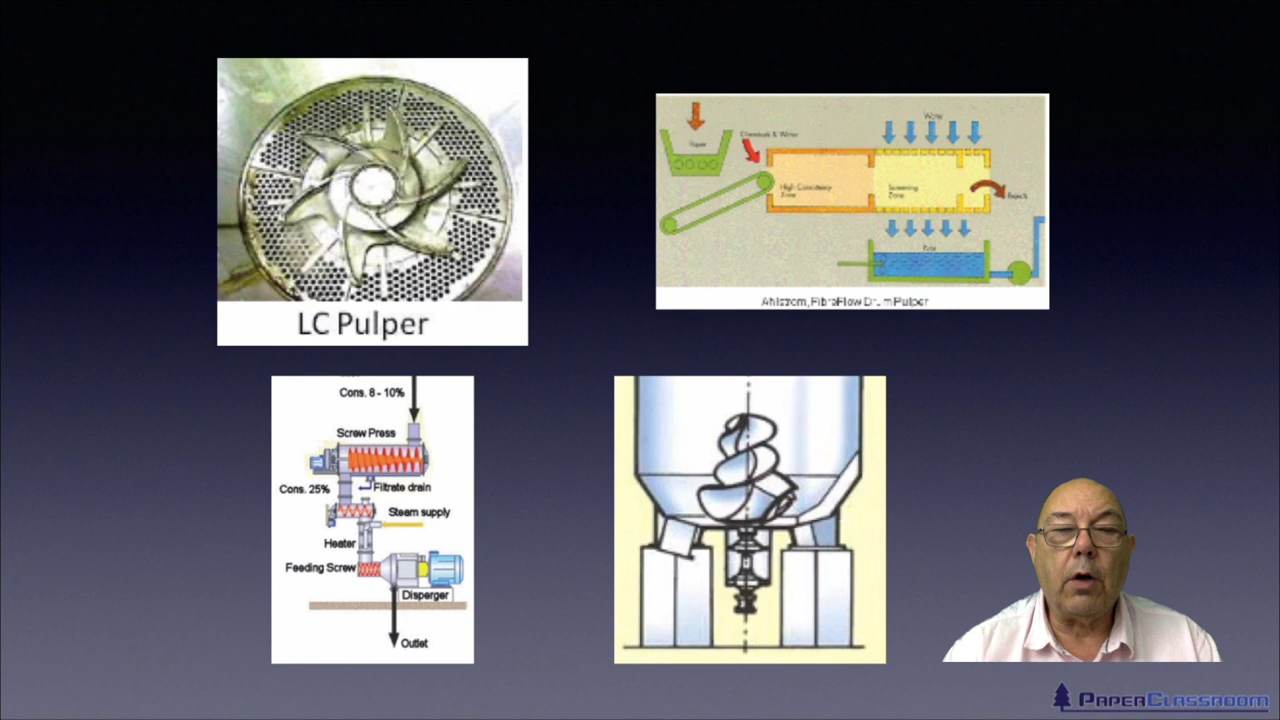 LC Pulper
Paper
Chemicals & Water
Water
High Consistency
Zone
Screening
Zone
Rejects
Ahlstrom, FibreFlow Drum Pulper
Cons. 8 - 10%
Screw Press
Cons. 25%
Filtrate drain
Steam supply
Heater
Feeding Screw
Disperger
Outlet
PAPERCLASSROOM